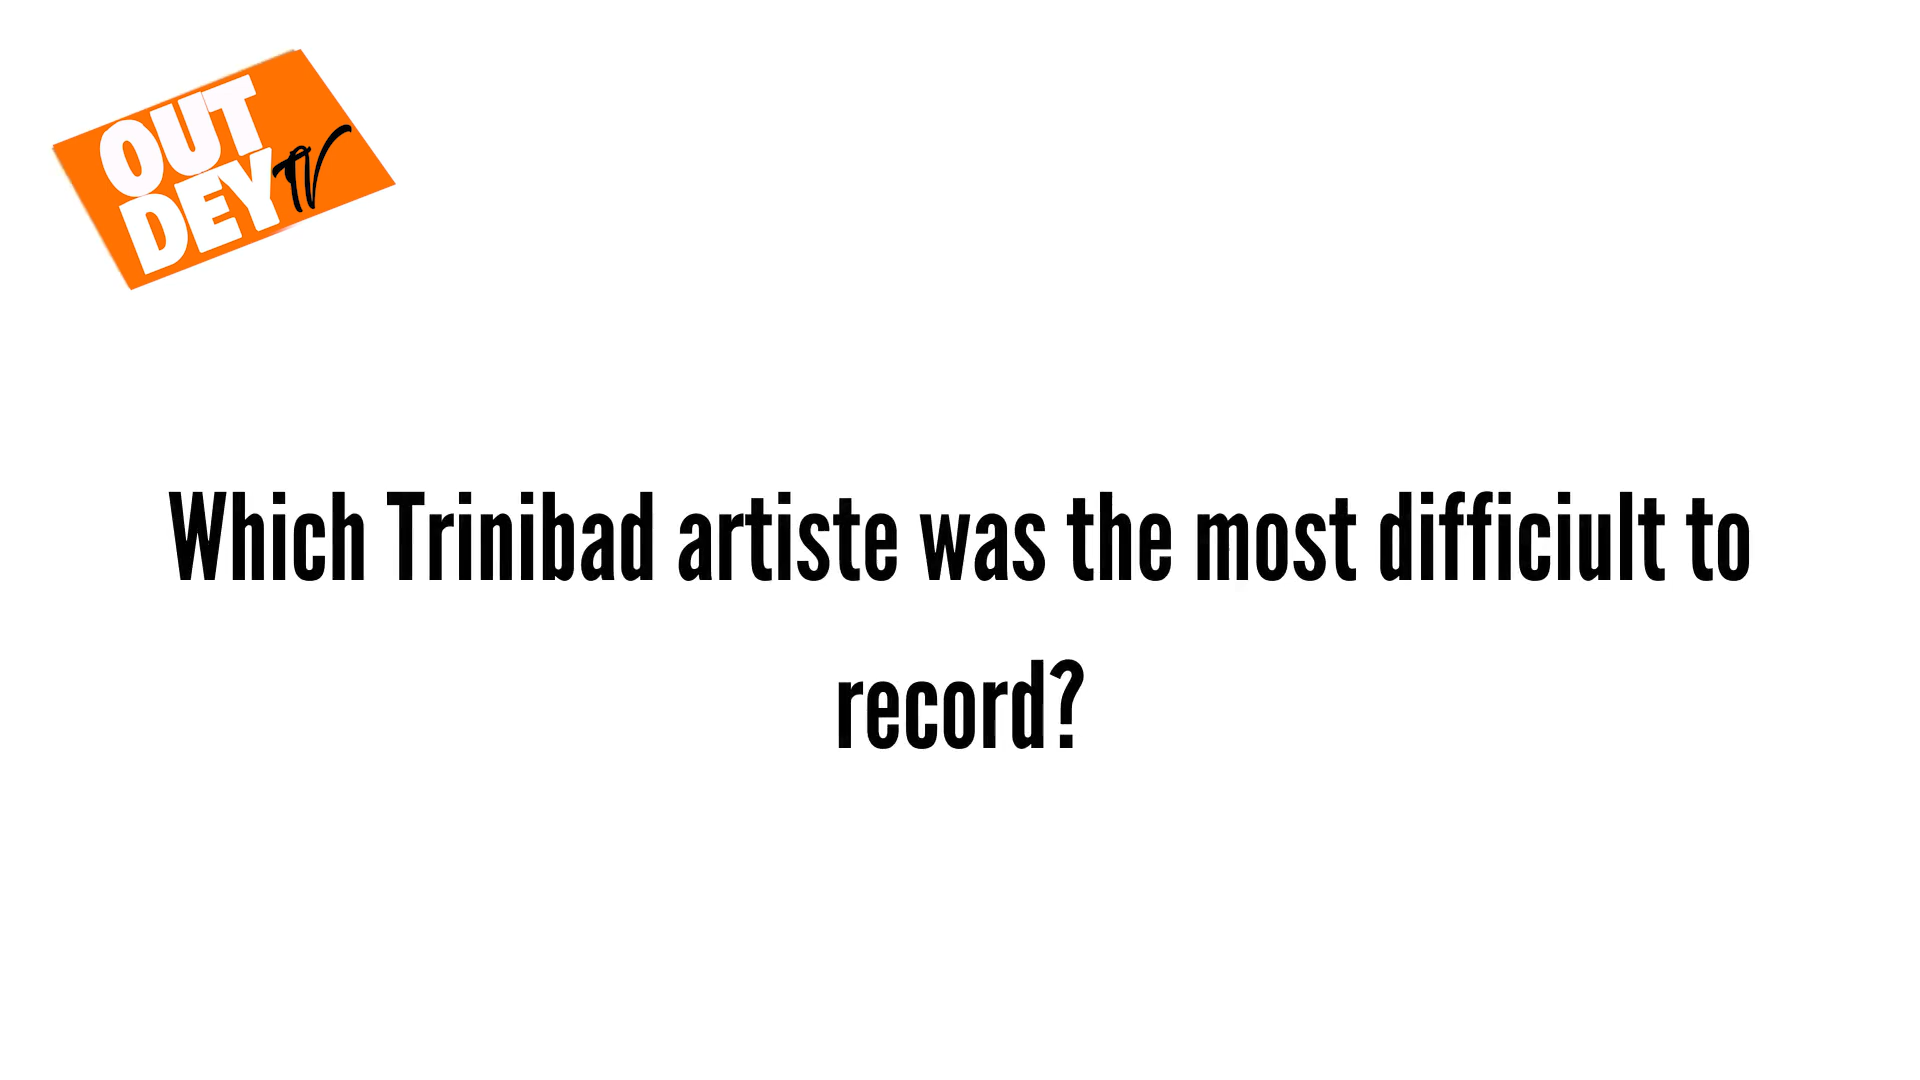 OUT
DEY TV
Which Trinibad artiste was the most difficiult to
record?